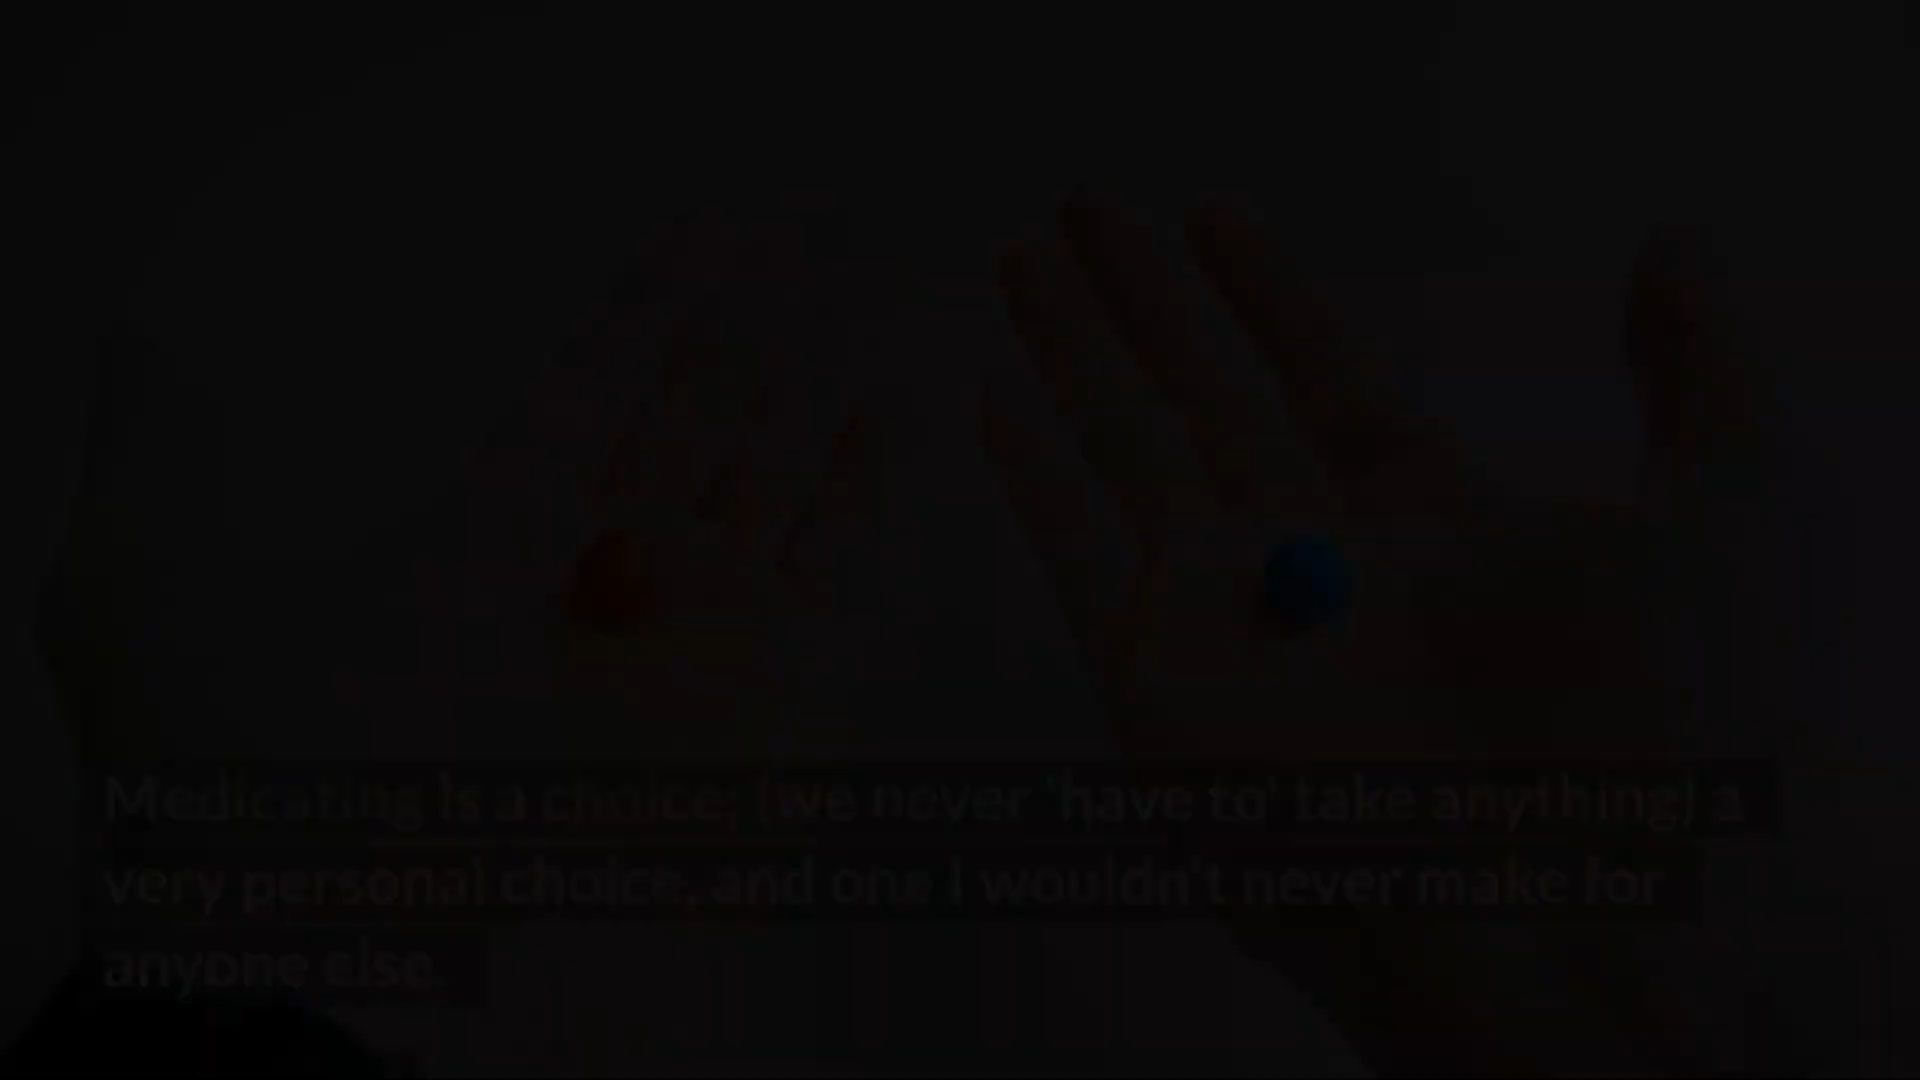 Medicating is a choice, (we never 'have to' take anything) a
very personal choice, and one I wouldn't never make for
anyone else.